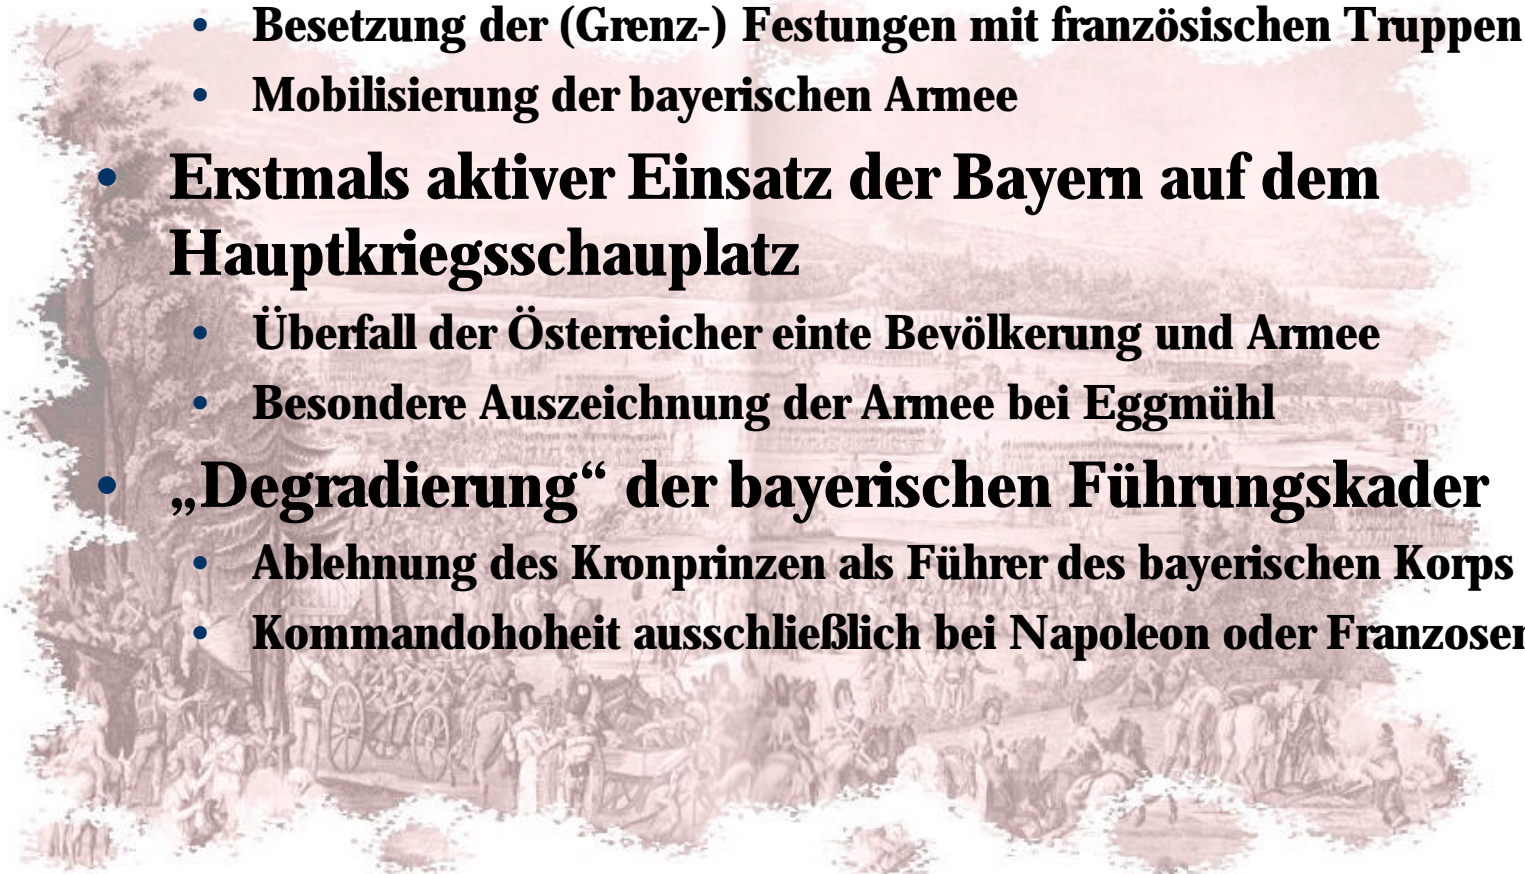 • Besetzung der (Grenz-) Festungen mit französischen Truppen
• Mobilisierung der bayerischen Armee
• Erstmals aktiver Einsatz der Bayern auf dem
Hauptkriegsschauplatz
• Überfall der Österreicher einte Bevölkerung und Armee
• Besondere Auszeichnung der Armee bei Eggmühl
• „Degradierung“ der bayerischen Führungskader
• Ablehnung des Kronprinzen als Führer des bayerischen Korps
• Kommandohoheit ausschließlich bei Napoleon oder Franzosen